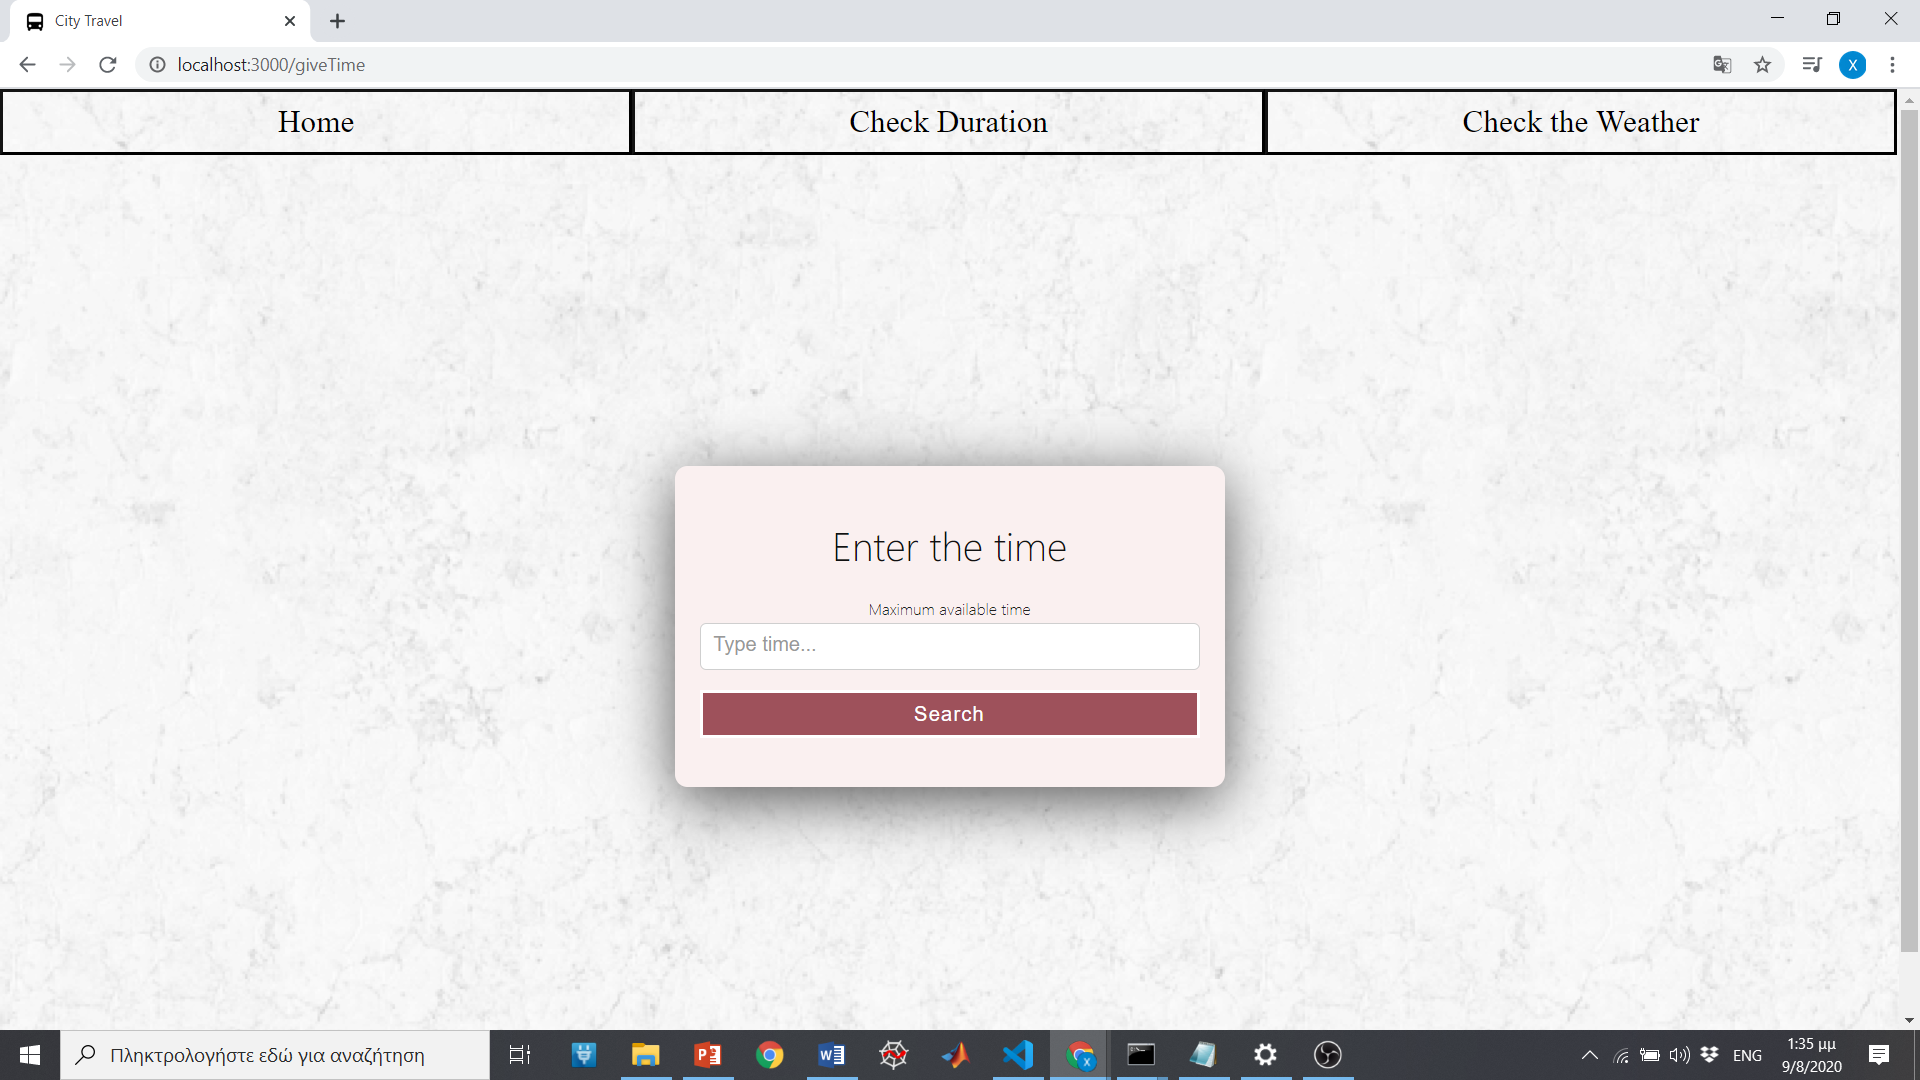 City Travel
localhost:3000/giveTime
X
Home
Check Duration
Check the Weather
Enter the time
Maximum available time
Type time...
Search
Πληκτρολογήστε εδώ για αναζήτηση
ENG
1:35 μμ
9/8/2020